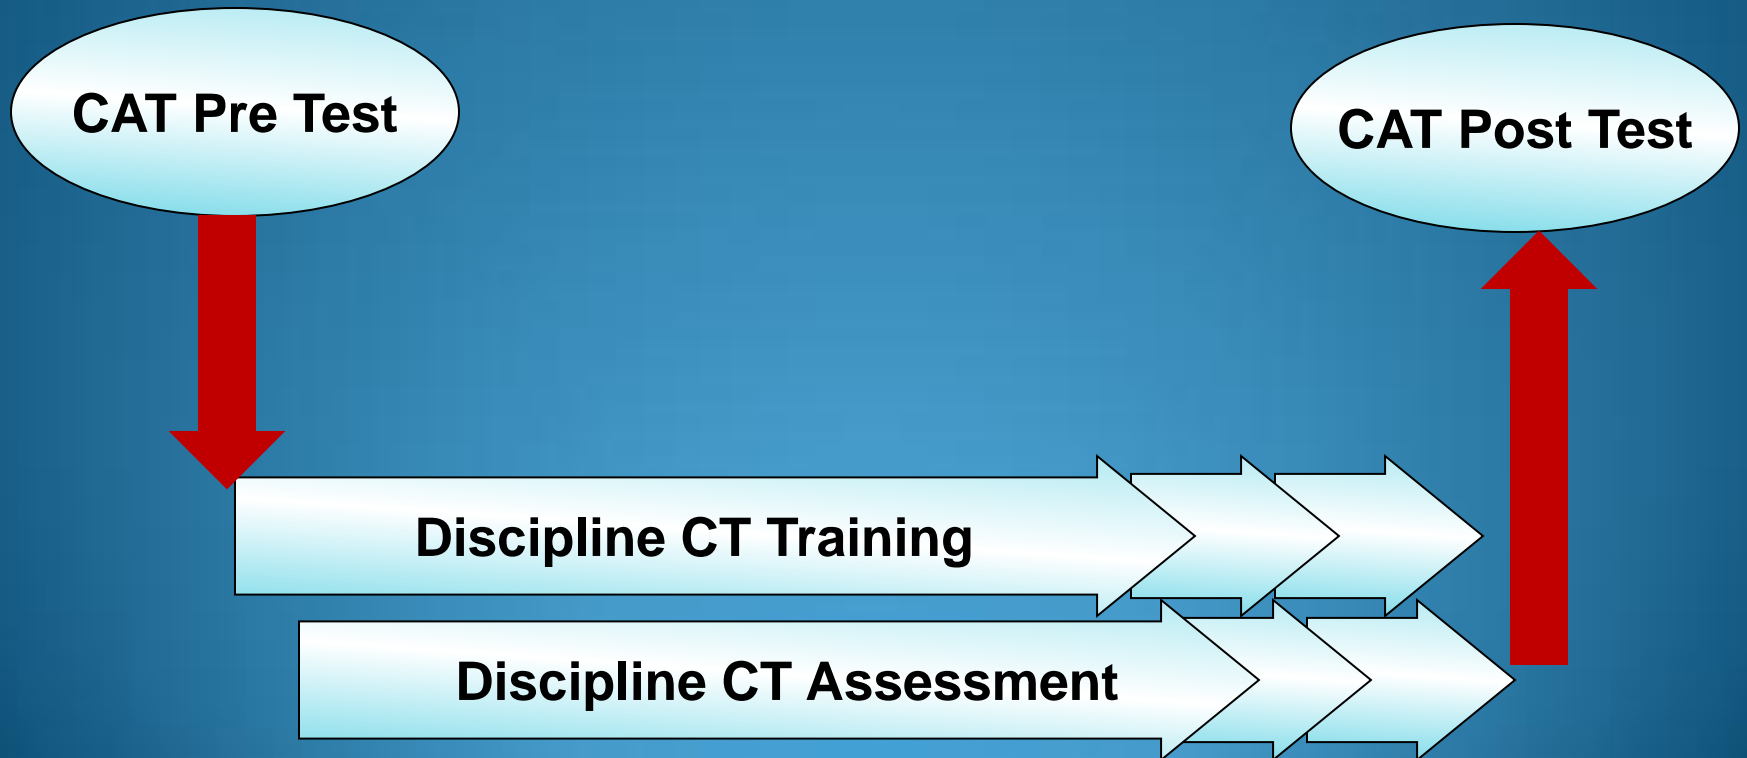 CAT Pre Test
CAT Post Test
Discipline CT Training
Discipline CT Assessment